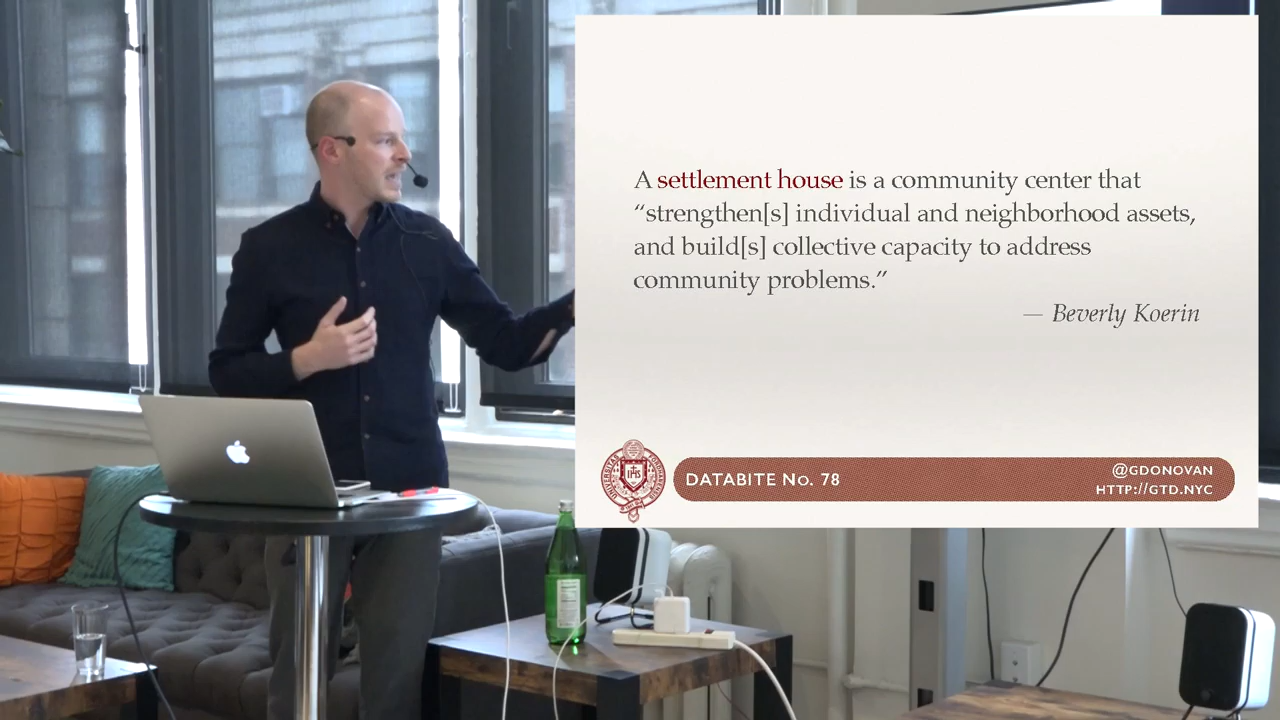 A settlement house is a community center that
“strengthen[s] individual and neighborhood assets,
and build[s] collective capacity to address
community problems.”
— Beverly Koerin
IHS
DATABITE No. 78
@GDONOVAN
HTTP://GTD.NYC